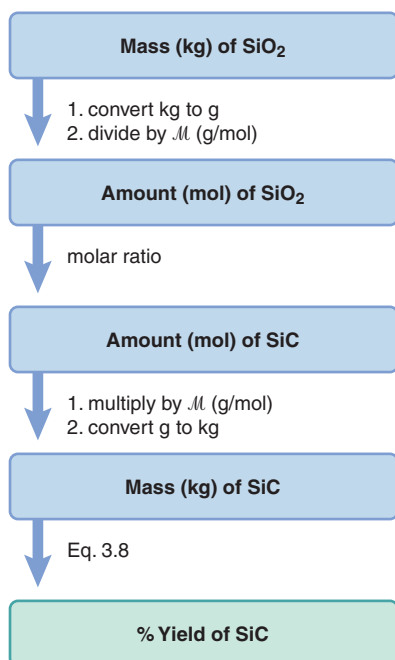 Mass (kg) of SiO₂
1. convert kg to g
2. divide by ℳ (g/mol)
Amount (mol) of SiO₂
molar ratio
Amount (mol) of SiC
1. multiply by ℳ (g/mol)
2. convert g to kg
Mass (kg) of SiC
Eq. 3.8
% Yield of SiC